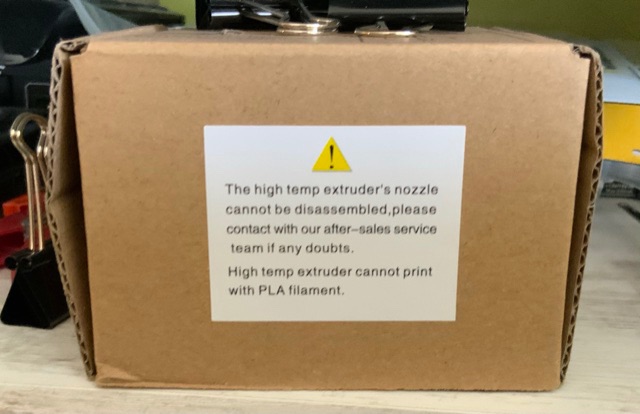 The high temp extruder's nozzle
cannot be disassembled,please
contact with our after-sales service
team if any doubts.
High temp extruder cannot print
with PLA filament.